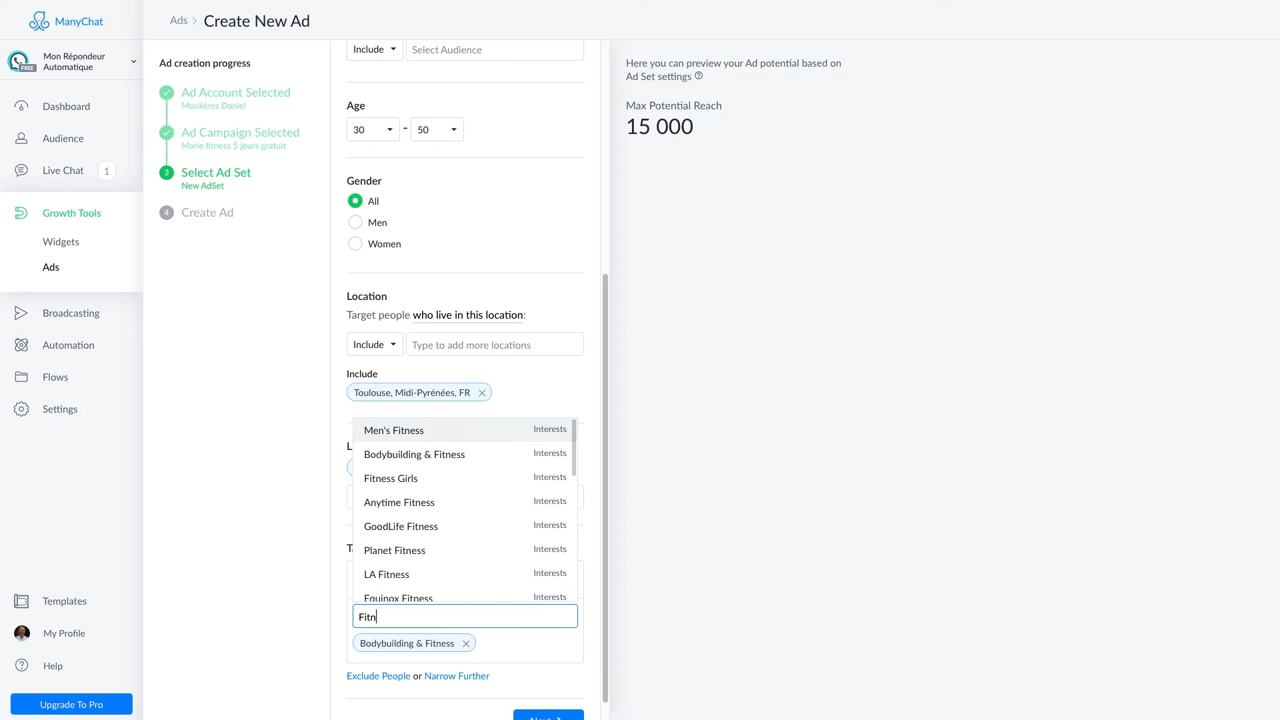 ManyChat
Ads
Create New Ad
Mon Répondeur
Automatique
FREE
Dashboard
Audience
Live Chat
1
Growth Tools
Widgets
Ads
Broadcasting
Automation
Flows
Settings
Templates
My Profile
Help
Upgrade To Pro
Ad creation progress
Ad Account Selected
Moulières Daniel
Ad Campaign Selected
Marie fitness 5 jours gratuit
3
Select Ad Set
New AdSet
4
Create Ad
Include
Select Audience
Age
30 - 50
Gender
All
Men
Women
Location
Target people who live in this location:
Include
Type to add more locations
Include
Toulouse, Midi-Pyrénées, FR
Men's Fitness Interests
Bodybuilding & Fitness Interests
Fitness Girls Interests
Anytime Fitness Interests
GoodLife Fitness Interests
Planet Fitness Interests
LA Fitness Interests
Equinox Fitness Interests
Fitn
Bodybuilding & Fitness
Exclude People or Narrow Further
Next
Here you can preview your Ad potential based on
Ad Set settings
Max Potential Reach
15 000